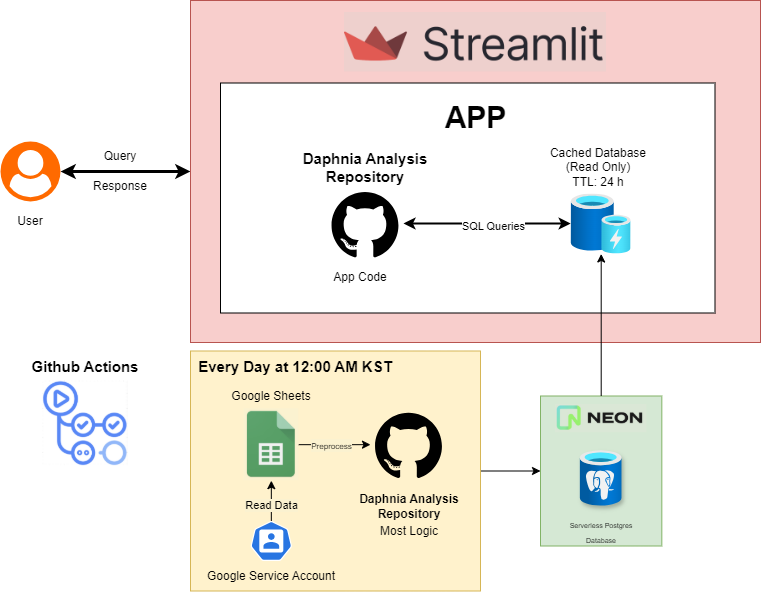 Streamlit
APP
Daphnia Analysis
Repository
App Code
SQL Queries
Cached Database
(Read Only)
TTL: 24 h
Query
Response
User
Github Actions
Every Day at 12:00 AM KST
Google Sheets
Preprocess
Daphnia Analysis
Repository
Most Logic
Read Data
Google Service Account
NEON
Serverless Postgres
Database